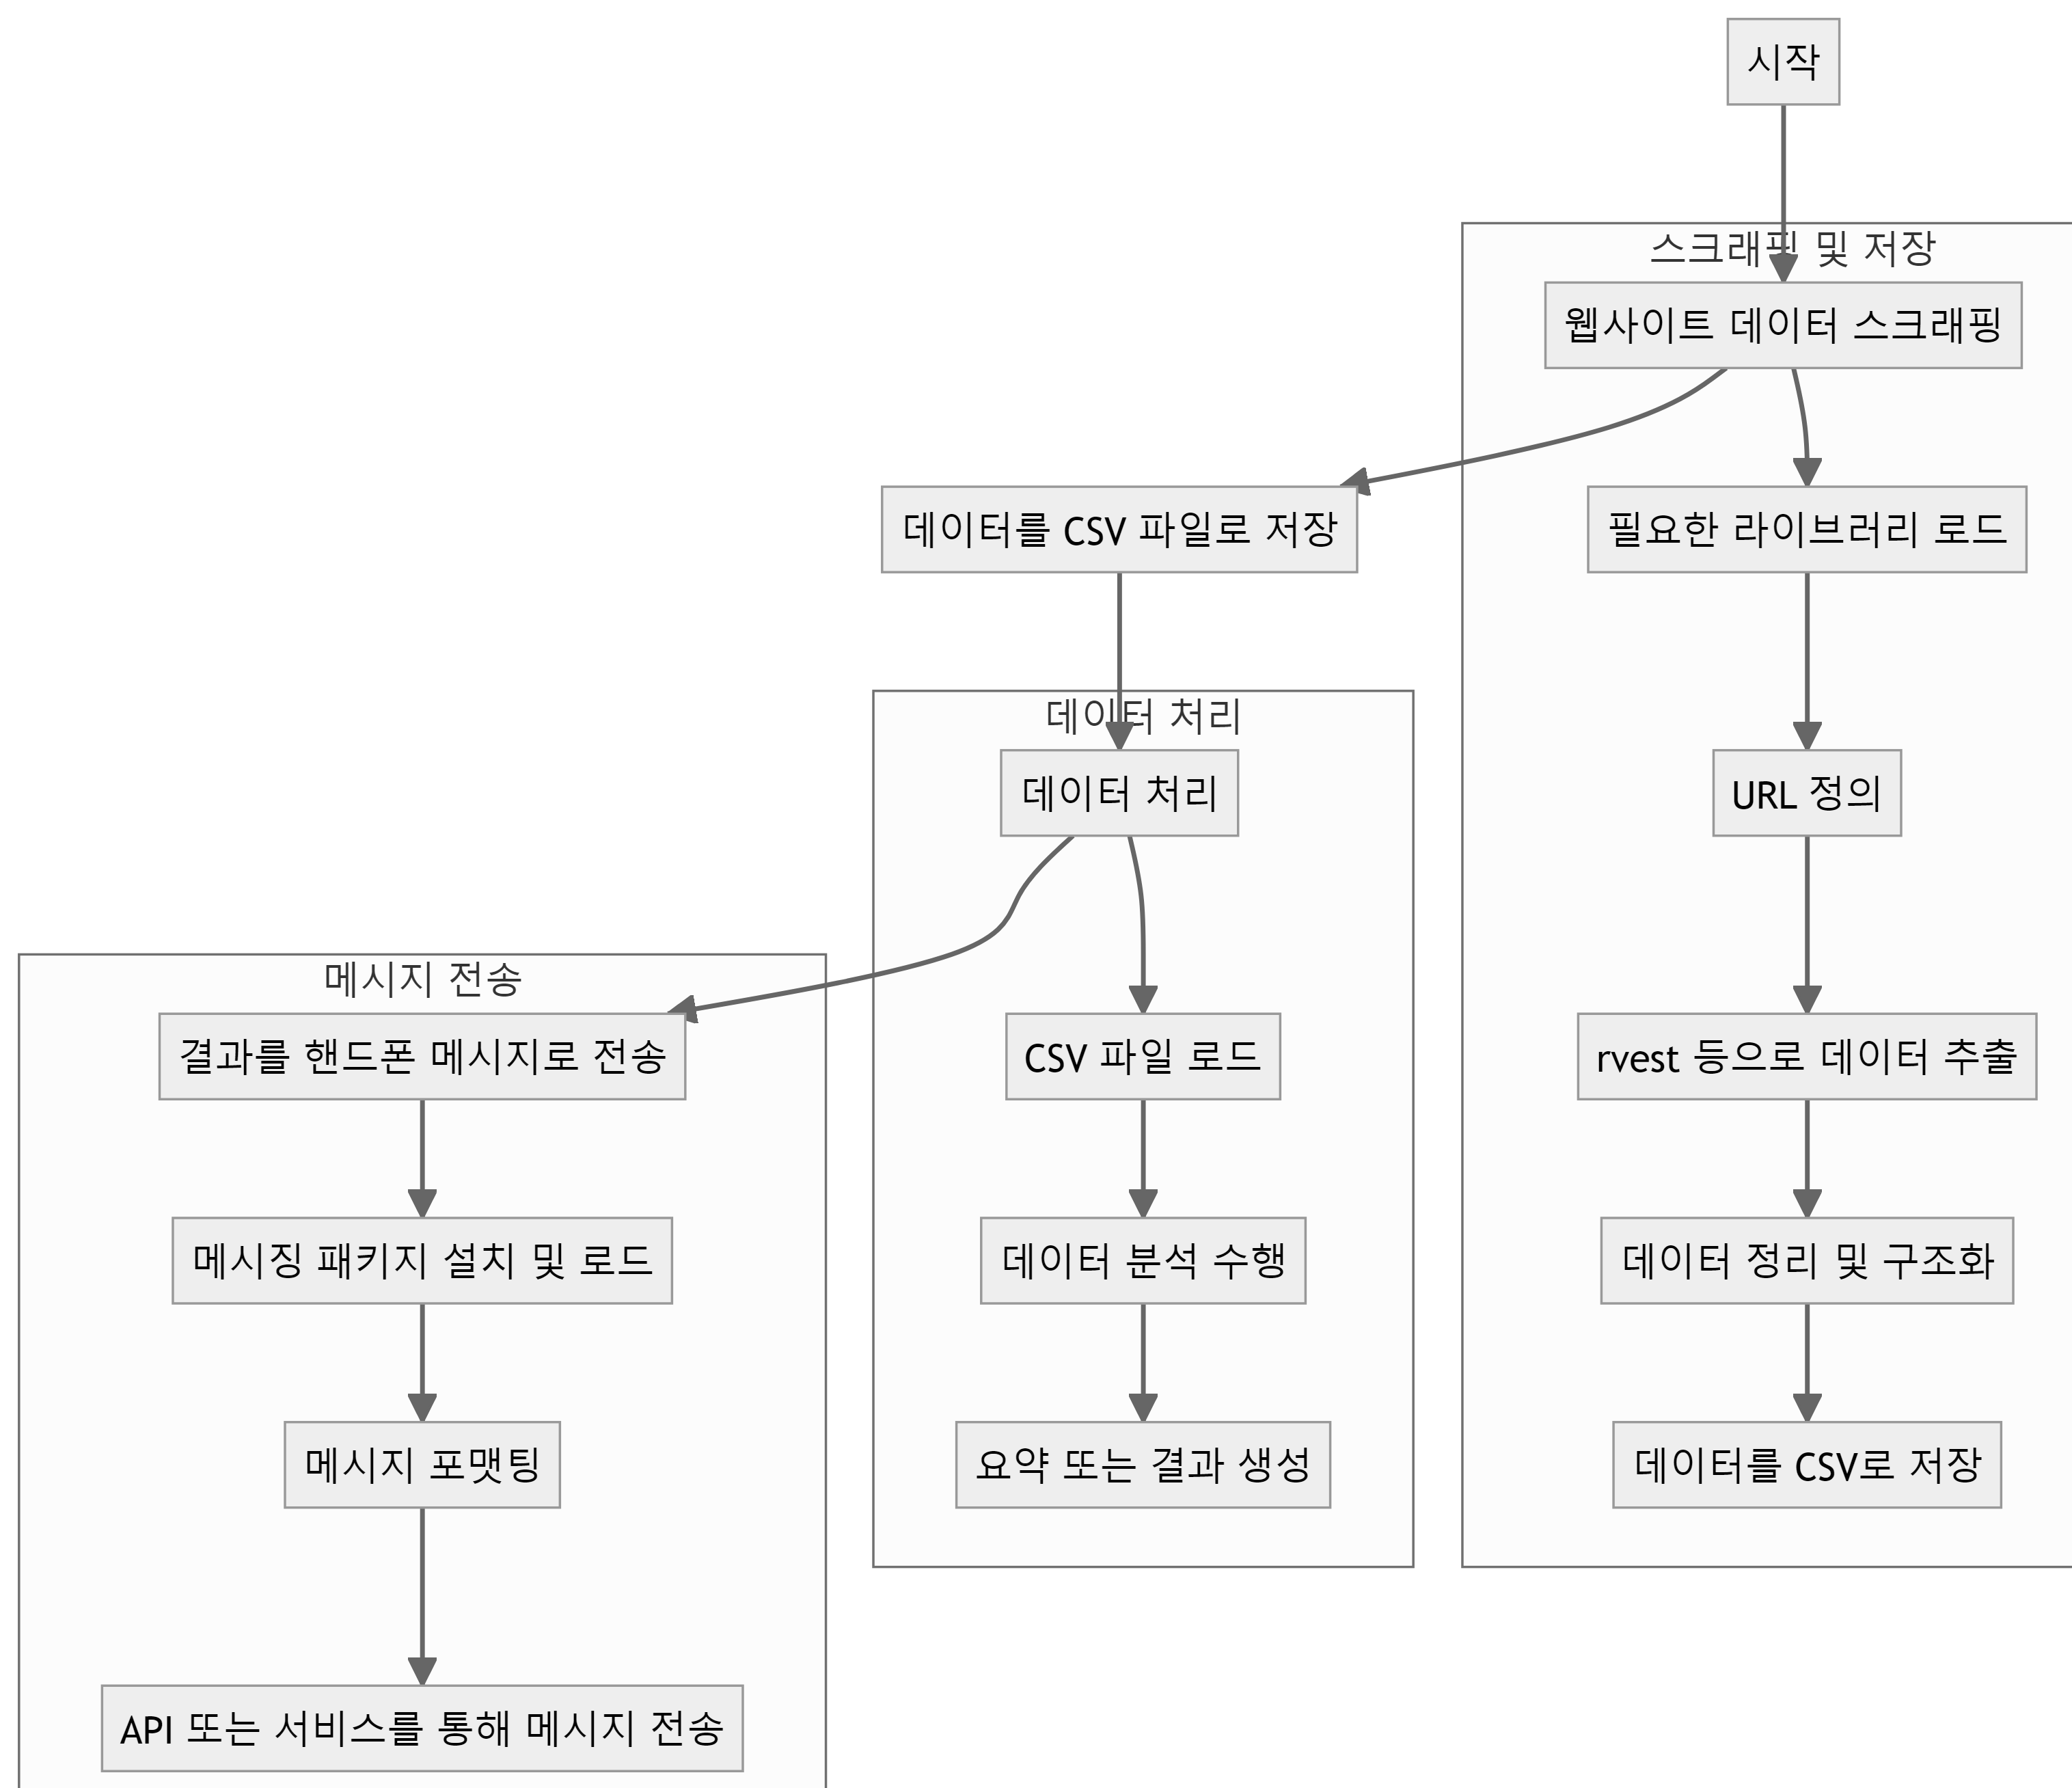 시작
스크래핑 및 저장
웹사이트 데이터 스크래핑
데이터를 CSV 파일로 저장
필요한 라이브러리 로드
데이터 처리
데이터 처리
URL 정의
메시지 전송
결과를 핸드폰 메시지로 전송
CSV 파일 로드
rvest 등으로 데이터 추출
메시징 패키지 설치 및 로드
데이터 분석 수행
데이터 정리 및 구조화
메시지 포맷팅
요약 또는 결과 생성
데이터를 CSV로 저장
API 또는 서비스를 통해 메시지 전송